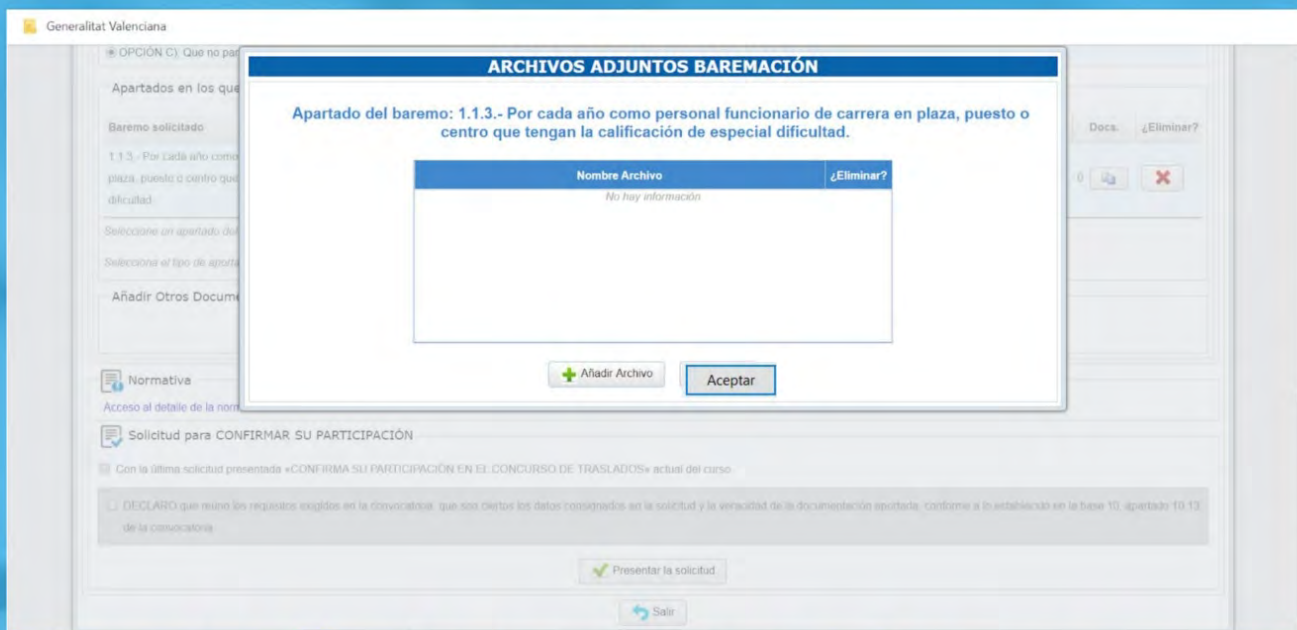 Generalitat Valenciana
OPCIÓN C): Que no par
Apartados en los que
Baremo solicitado
Docs.
¿Eliminar?
1.1.3.- Por cada año como
plaza, puesto o centro que
dificultad.
0
Seleccione un apartado del
Seleccione el tipo de aporta
Añadir Otros Docume
ARCHIVOS ADJUNTOS BAREMACIÓN
Apartado del baremo: 1.1.3.- Por cada año como personal funcionario de carrera en plaza, puesto o
centro que tengan la calificación de especial dificultad.
Nombre Archivo
¿Eliminar?
No hay información
Añadir Archivo
Aceptar
Normativa
Acceso al detalle de la norm
Solicitud para CONFIRMAR SU PARTICIPACIÓN
Con la última solicitud presentada «CONFIRMA SU PARTICIPACIÓN EN EL CONCURSO DE TRASLADOS» actual del curso
DECLARO que reúno los requisitos exigidos en la convocatoria, que son ciertos los datos consignados en la solicitud y la veracidad de la documentación aportada, conforme a lo establecido en la base 10, apartado 10.13
de la convocatoria
Presentar la solicitud
Salir